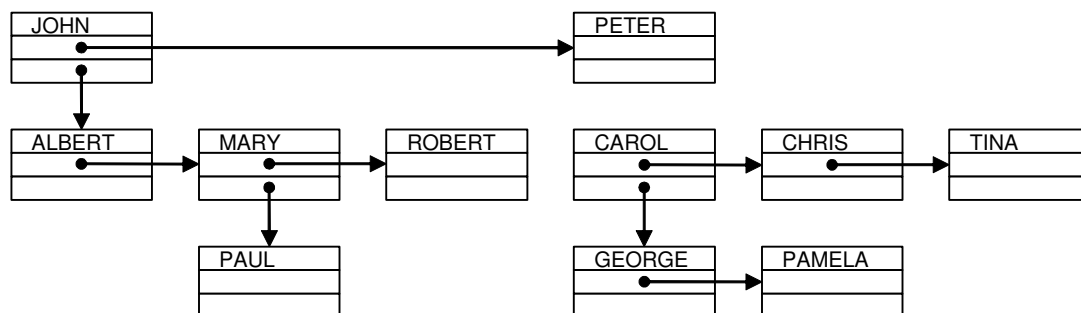 JOHN PETER
ALBERT MARY ROBERT CAROL CHRIS TINA
PAUL GEORGE PAMELA